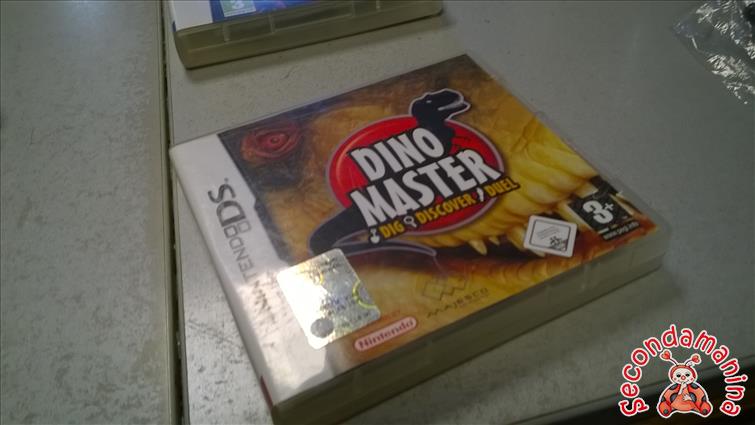 NINTENDO DS.
DINO
MASTER
DIG DISCOVER DUEL
3+
www.pegi.info
MAJESCO
Nintendo
secondamanina